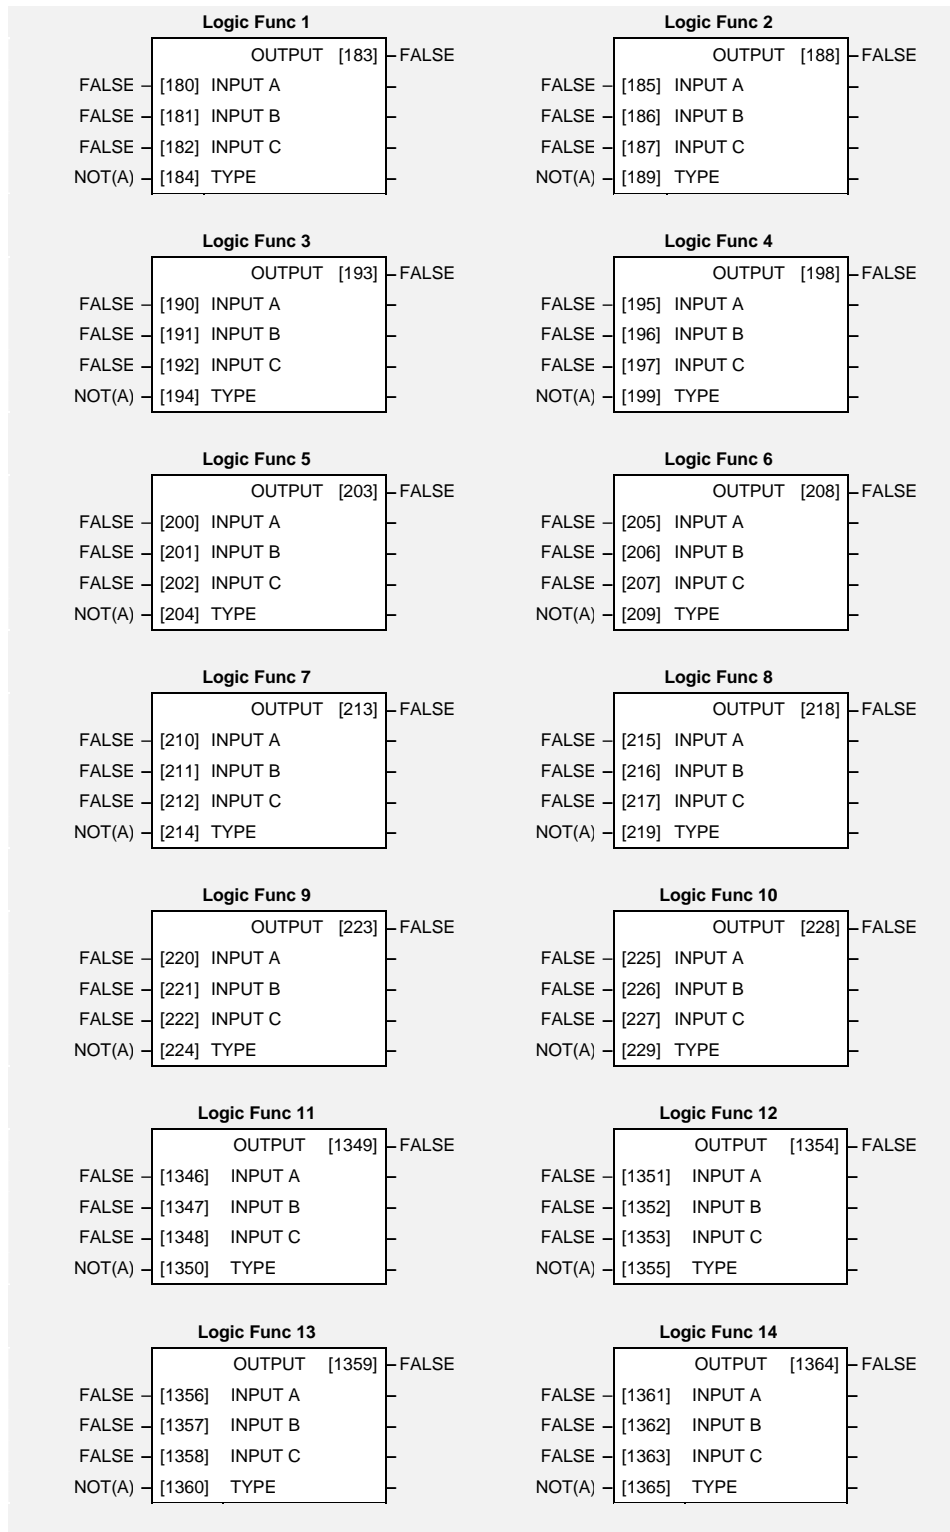 Logic Func 1
OUTPUT [183] FALSE
FALSE [180] INPUT A
FALSE [181] INPUT B
FALSE [182] INPUT C
NOT(A) [184] TYPE
Logic Func 2
OUTPUT [188] FALSE
FALSE [185] INPUT A
FALSE [186] INPUT B
FALSE [187] INPUT C
NOT(A) [189] TYPE
Logic Func 3
OUTPUT [193] FALSE
FALSE [190] INPUT A
FALSE [191] INPUT B
FALSE [192] INPUT C
NOT(A) [194] TYPE
Logic Func 4
OUTPUT [198] FALSE
FALSE [195] INPUT A
FALSE [196] INPUT B
FALSE [197] INPUT C
NOT(A) [199] TYPE
Logic Func 5
OUTPUT [203] FALSE
FALSE [200] INPUT A
FALSE [201] INPUT B
FALSE [202] INPUT C
NOT(A) [204] TYPE
Logic Func 6
OUTPUT [208] FALSE
FALSE [205] INPUT A
FALSE [206] INPUT B
FALSE [207] INPUT C
NOT(A) [209] TYPE
Logic Func 7
OUTPUT [213] FALSE
FALSE [210] INPUT A
FALSE [211] INPUT B
FALSE [212] INPUT C
NOT(A) [214] TYPE
Logic Func 8
OUTPUT [218] FALSE
FALSE [215] INPUT A
FALSE [216] INPUT B
FALSE [217] INPUT C
NOT(A) [219] TYPE
Logic Func 9
OUTPUT [223] FALSE
FALSE [220] INPUT A
FALSE [221] INPUT B
FALSE [222] INPUT C
NOT(A) [224] TYPE
Logic Func 10
OUTPUT [228] FALSE
FALSE [225] INPUT A
FALSE [226] INPUT B
FALSE [227] INPUT C
NOT(A) [229] TYPE
Logic Func 11
OUTPUT [1349] FALSE
FALSE [1346] INPUT A
FALSE [1347] INPUT B
FALSE [1348] INPUT C
NOT(A) [1350] TYPE
Logic Func 12
OUTPUT [1354] FALSE
FALSE [1351] INPUT A
FALSE [1352] INPUT B
FALSE [1353] INPUT C
NOT(A) [1355] TYPE
Logic Func 13
OUTPUT [1359] FALSE
FALSE [1356] INPUT A
FALSE [1357] INPUT B
FALSE [1358] INPUT C
NOT(A) [1360] TYPE
Logic Func 14
OUTPUT [1364] FALSE
FALSE [1361] INPUT A
FALSE [1362] INPUT B
FALSE [1363] INPUT C
NOT(A) [1365] TYPE